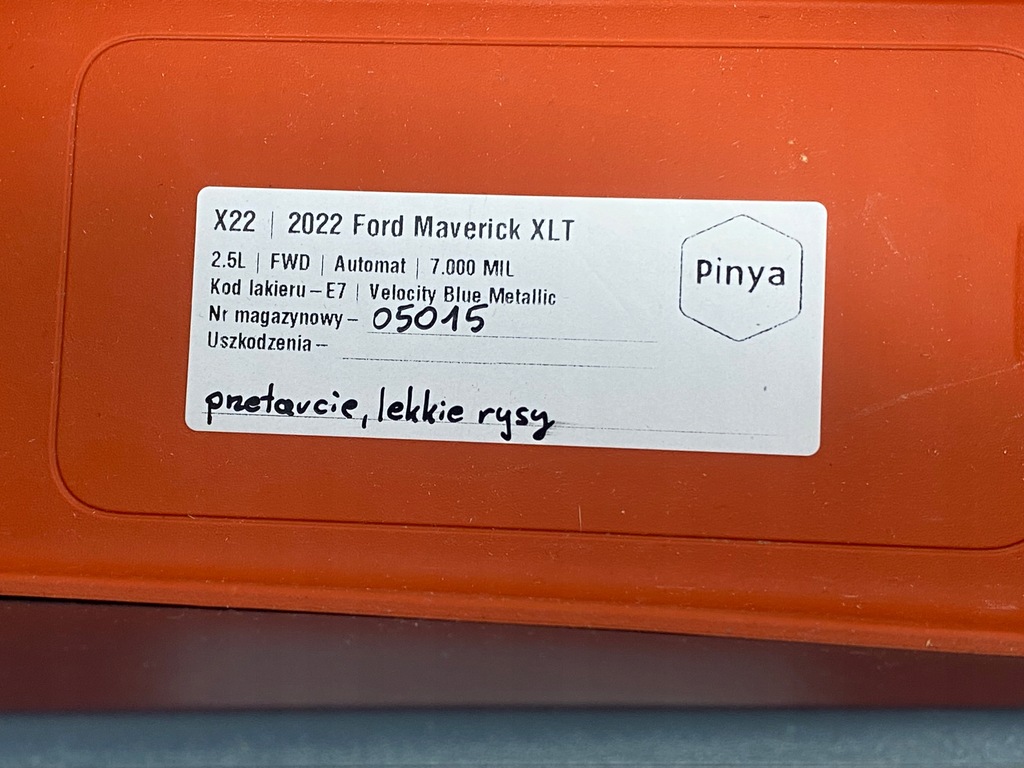 X22 | 2022 Ford Maverick XLT
pinya
2.5L | FWD | Automat | 7.000 MIL
Kod lakieru – E7 | Velocity Blue Metallic
Nr magazynowy – 05015
Uszkodzenia –
przetarcie, lekkie rysy